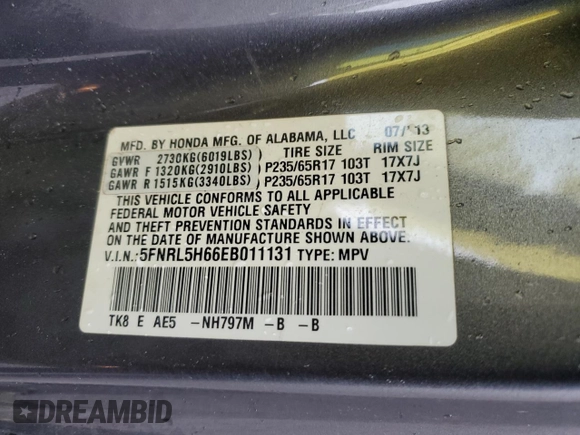 MFD. BY HONDA MFG. OF ALABAMA, LLC 07/13
GVWR 2730KG(6019LBS) TIRE SIZE RIM SIZE
GAWR F 1320KG(2910LBS) P235/65R17 103T 17X7J
GAWR R 1515KG(3340LBS) P235/65R17 103T 17X7J
THIS VEHICLE CONFORMS TO ALL APPLICABLE
FEDERAL MOTOR VEHICLE SAFETY
AND THEFT PREVENTION STANDARDS IN EFFECT
ON THE DATE OF MANUFACTURE SHOWN ABOVE.
V.I.N.:5FNRL5H66EB011131 TYPE: MPV
TK8 E AE5 -NH797M -B -B
DREAMBID